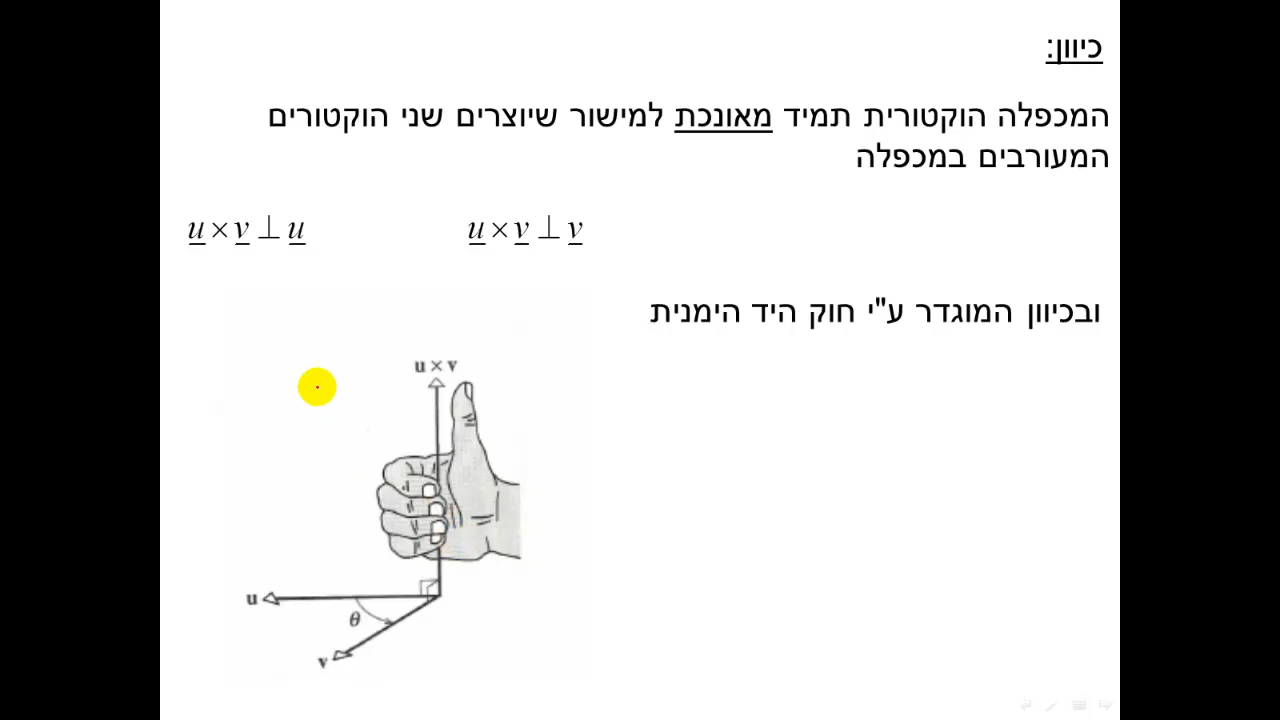 כיוון:
המכפלה הוקטורית תמיד מאונכת למישור שיוצרים שני הוקטורים
המעורבים במכפלה
u × v ⊥ u u × v ⊥ v
ובכיוון המוגדר ע"י חוק היד הימנית
u × v
u
θ
v